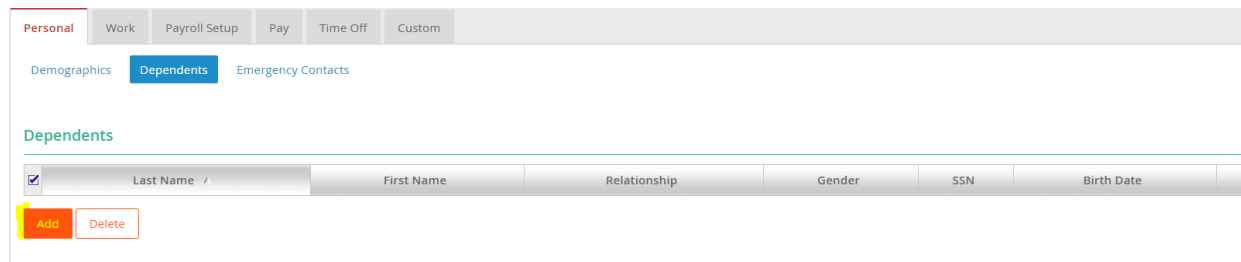 Personal Work Payroll Setup Pay Time Off Custom
Demographics Dependents Emergency Contacts
Dependents
Last Name First Name Relationship Gender SSN Birth Date
Add Delete